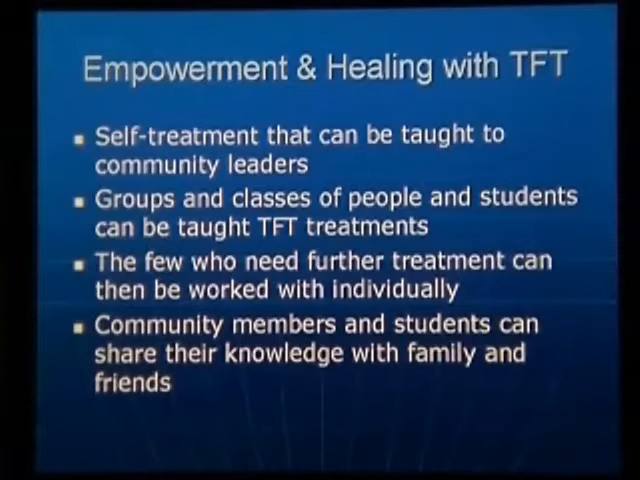 Empowerment & Healing with TFT
Self-treatment that can be taught to
community leaders
Groups and classes of people and students
can be taught TFT treatments
The few who need further treatment can
then be worked with individually
Community members and students can
share their knowledge with family and
friends